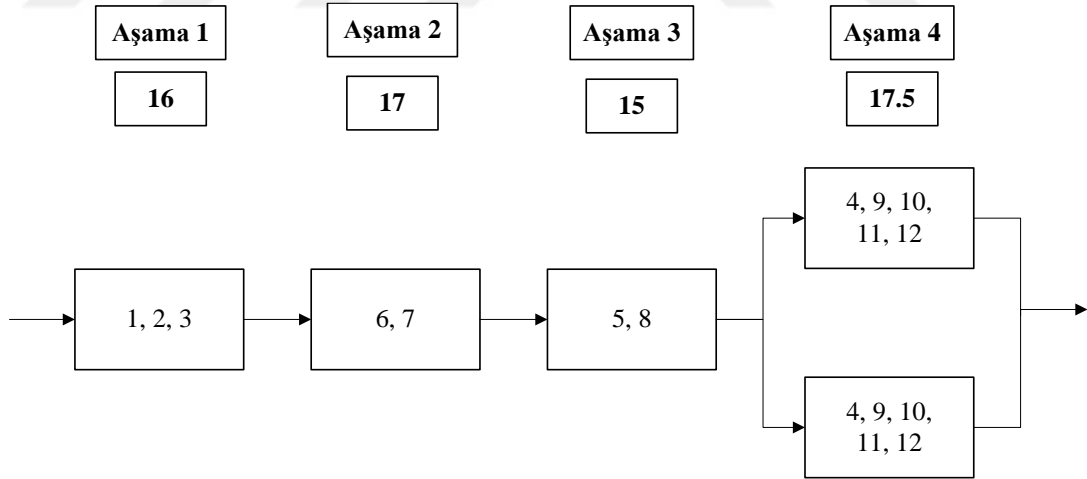 Aşama 1
Aşama 2
Aşama 3
Aşama 4
16
17
15
17.5
1, 2, 3
6, 7
5, 8
4, 9, 10,
11, 12
4, 9, 10,
11, 12